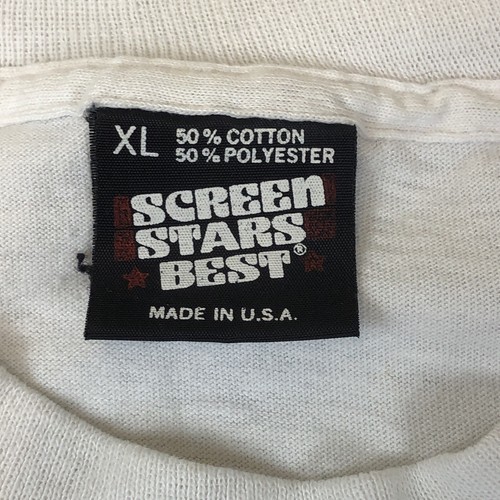 XL 50% COTTON
50% POLYESTER
SCREEN
STARS
BEST®
MADE IN U.S.A.